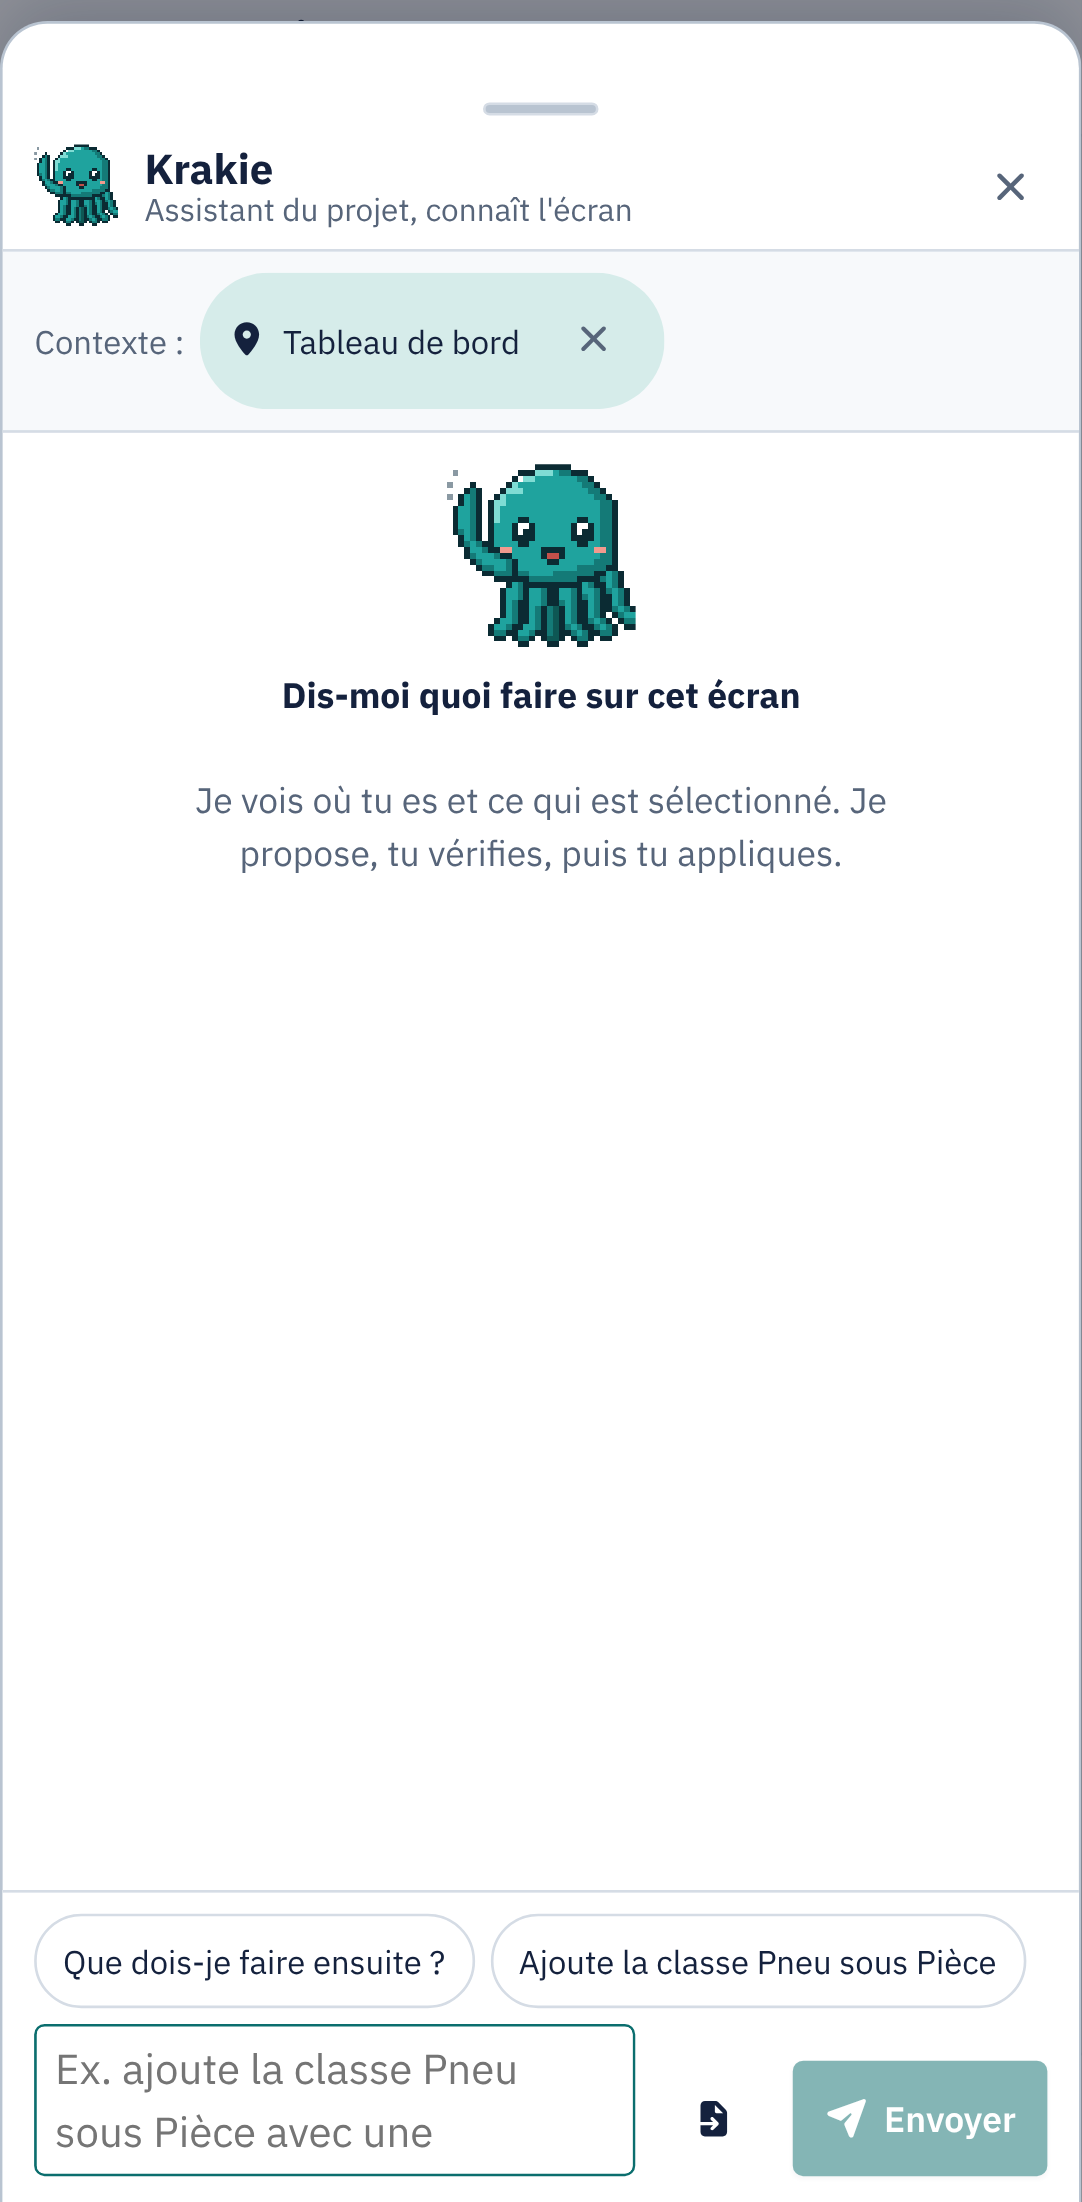 Krakie
Assistant du projet, connaît l'écran
Contexte :
Tableau de bord
Dis-moi quoi faire sur cet écran
Je vois où tu es et ce qui est sélectionné. Je
propose, tu vérifies, puis tu appliques.
Que dois-je faire ensuite ?
Ajoute la classe Pneu sous Pièce
Ex. ajoute la classe Pneu
sous Pièce avec une
Envoyer